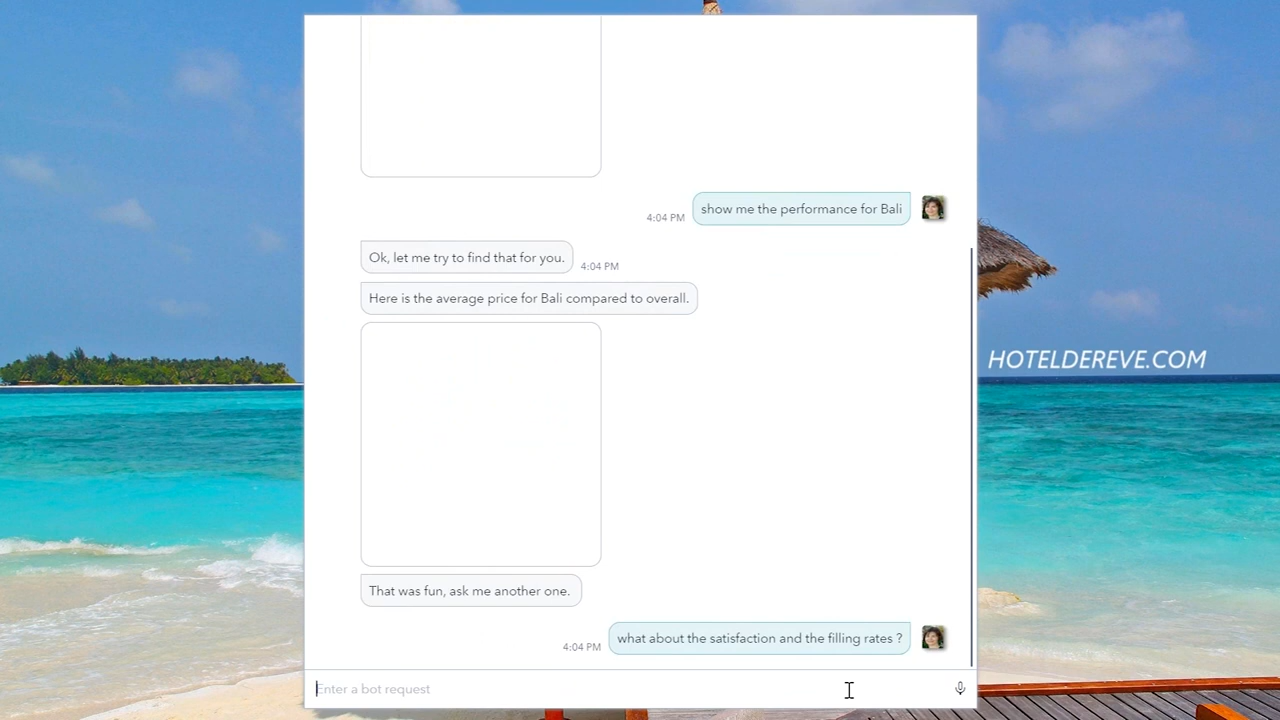 show me the performance for Bali
4:04 PM
Ok, let me try to find that for you.
4:04 PM
Here is the average price for Bali compared to overall.
HOTELDEREVE.COM
That was fun, ask me another one.
what about the satisfaction and the filling rates ?
4:04 PM
Enter a bot request